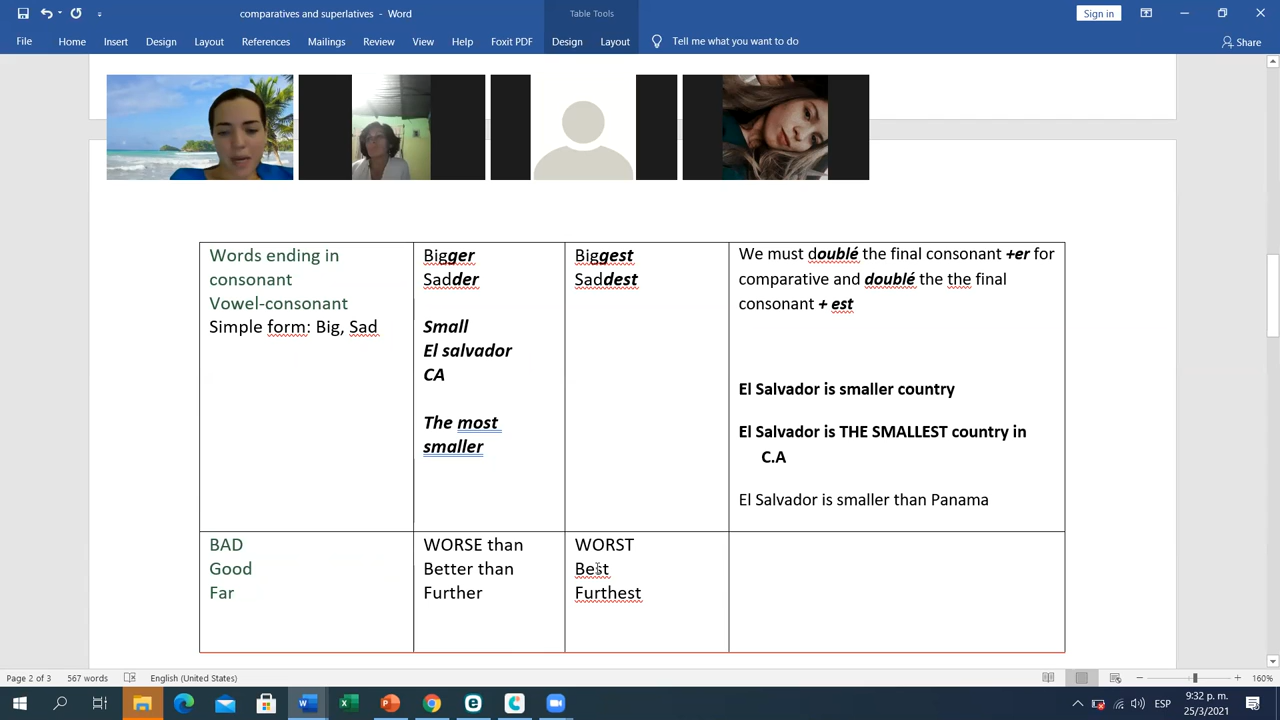 comparatives and superlatives - Word
Table Tools
Sign in
File Home Insert Design Layout References Mailings Review View Help Foxit PDF Design Layout Tell me what you want to do Share
Words ending in
consonant
Vowel-consonant
Simple form: Big, Sad
Bigger
Sadder
Small
El salvador
CA
The most
smaller
Biggest
Saddest
We must doublé the final consonant +er for
comparative and doublé the the final
consonant + est
El Salvador is smaller country
El Salvador is THE SMALLEST country in
C.A
El Salvador is smaller than Panama
BAD
Good
Far
WORSE than
Better than
Further
WORST
Best
Furthest
Page 2 of 3 567 words English (United States) 160%
ESP
9:32 p. m.
25/3/2021